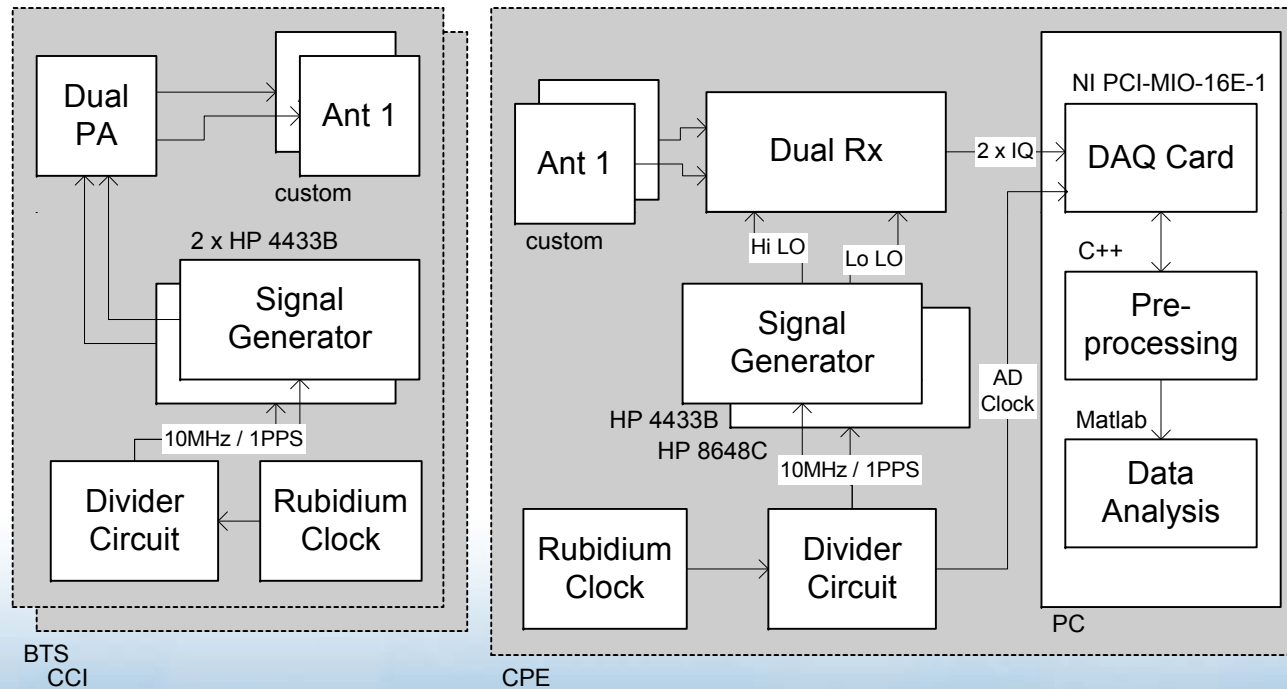 Dual
PA
Ant 1
custom
2 x HP 4433B
Signal
Generator
10MHz / 1PPS
Divider
Circuit
Rubidium
Clock
BTS
CCI
Ant 1
custom
Dual Rx
2 x IQ
Hi LO
Lo LO
Signal
Generator
HP 4433B
HP 8648C
10MHz / 1PPS
Rubidium
Clock
Divider
Circuit
AD
Clock
NI PCI-MIO-16E-1
DAQ Card
C++
Pre-
processing
Matlab
Data
Analysis
PC
CPE